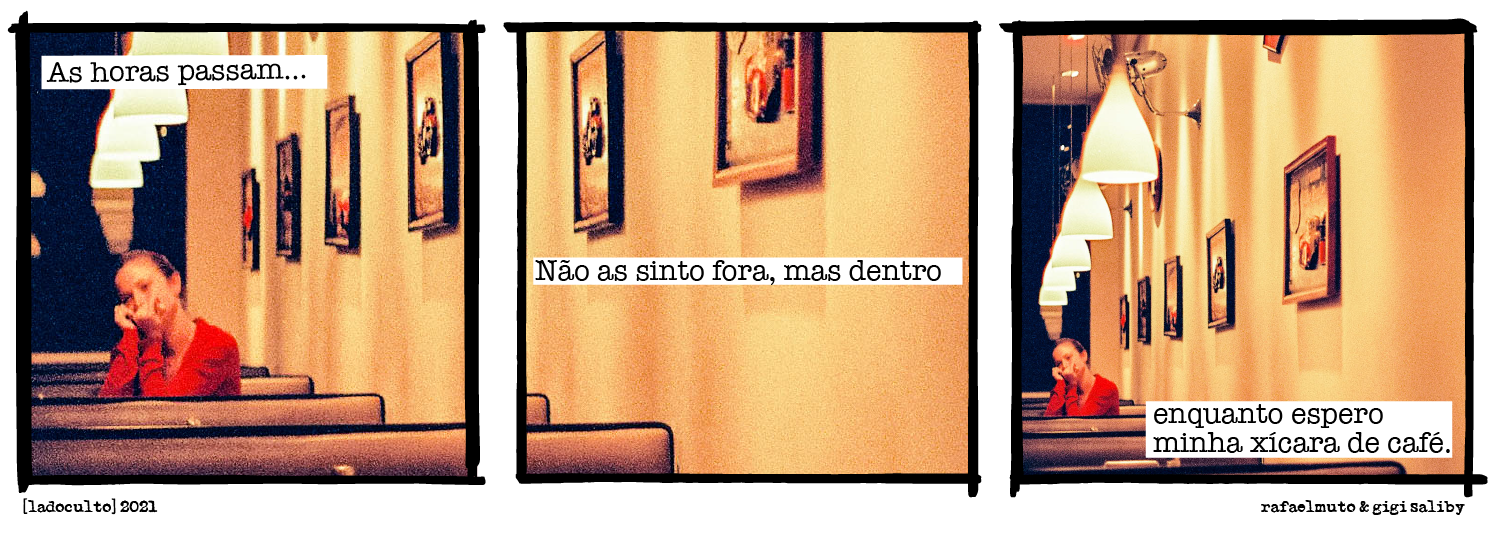 As horas passam...
Não as sinto fora, mas dentro
enquanto espero
minha xícara de café.
[ladoculto] 2021
rafaelmuto & gigi saliby